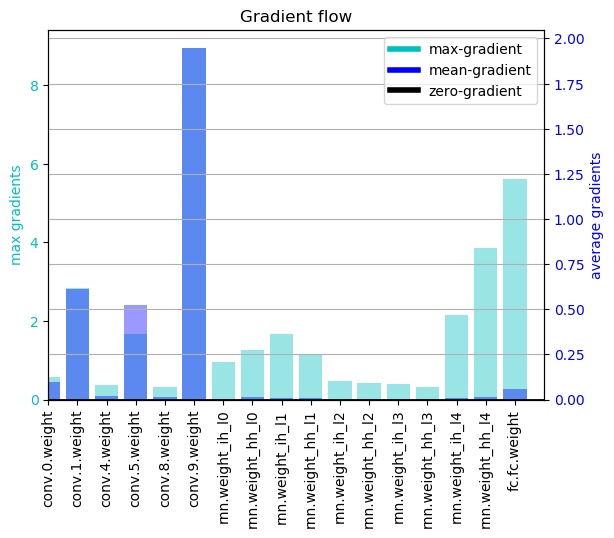 Gradient flow
max-gradient
mean-gradient
zero-gradient
max gradients
8
6
4
2
0
average gradients
2.00
1.75
1.50
1.25
1.00
0.75
0.50
0.25
0.00
conv.0.weight
conv.1.weight
conv.4.weight
conv.5.weight
conv.8.weight
conv.9.weight
rnn.weight_ih_l0
rnn.weight_hh_l0
rnn.weight_ih_l1
rnn.weight_hh_l1
rnn.weight_ih_l2
rnn.weight_hh_l2
rnn.weight_ih_l3
rnn.weight_hh_l3
rnn.weight_ih_l4
rnn.weight_hh_l4
fc.fc.weight